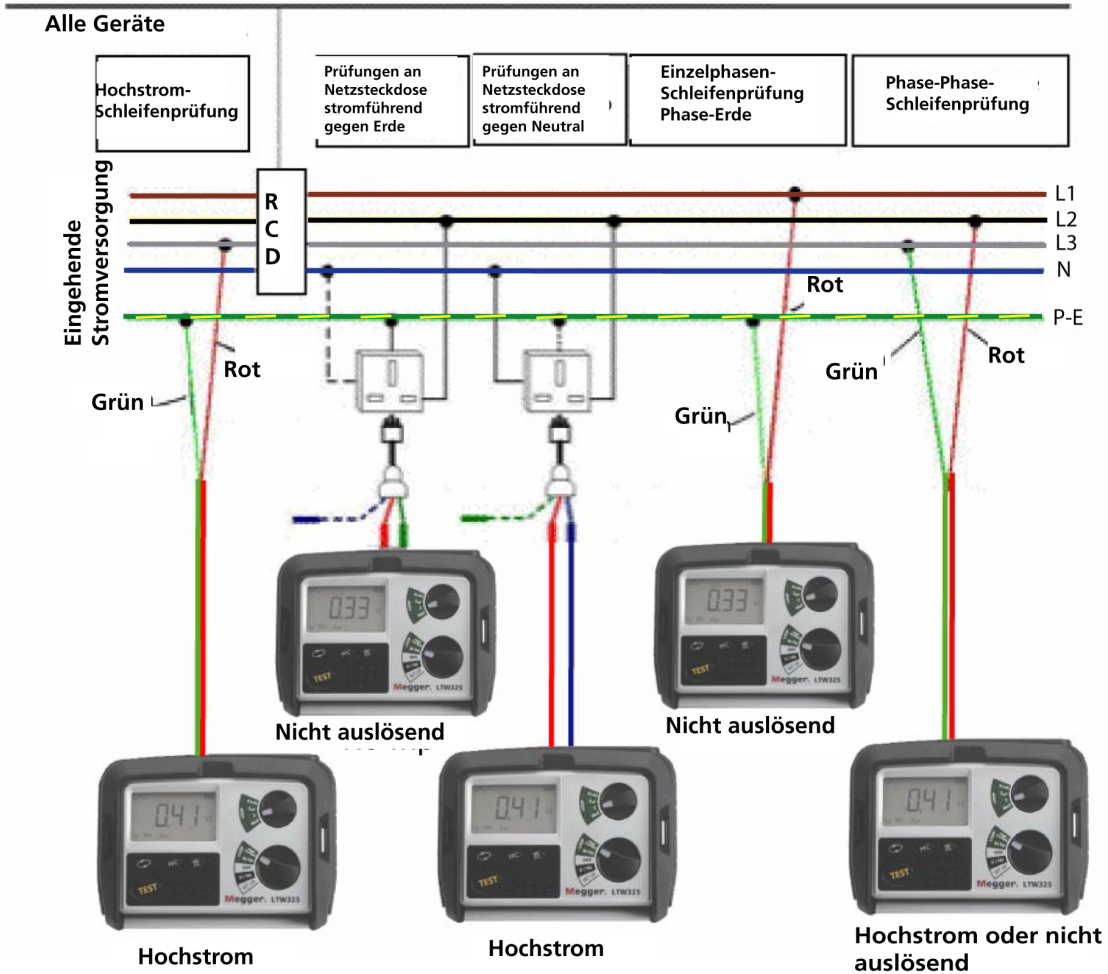 Alle Geräte
Hochstrom-
Schleifenprüfung
Prüfungen an
Netzsteckdose
stromführend
gegen Erde
Prüfungen an
Netzsteckdose
stromführend
gegen Neutral
Einzelphasen-
Schleifenprüfung
Phase-Erde
Phase-Phase-
Schleifenprüfung
Eingehende
Stromversorgung
R
C
D
L1
L2
L3
N
P-E
Rot
Grün
Rot
Grün
Grün
Rot
0.33
TEST
Megger. LTW325
Nicht auslösend
0.33
TEST
Megger. LTW325
Nicht auslösend
0.41
TEST
Megger. LTW325
Hochstrom
0.41
TEST
Megger. LTW325
Hochstrom
0.41
TEST
Megger. LTW325
Hochstrom oder nicht
auslösend